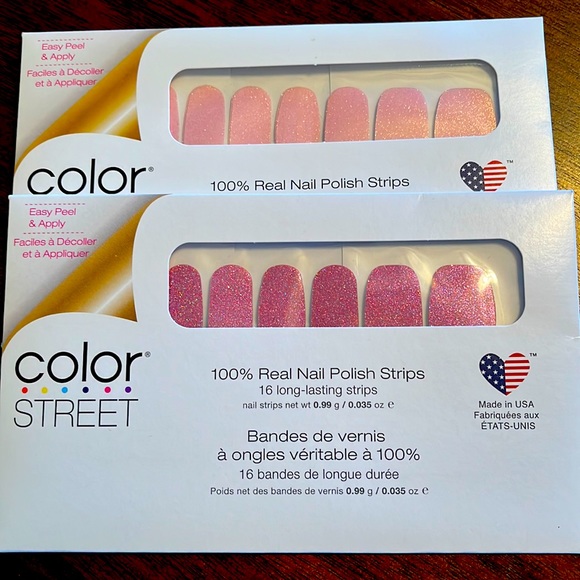 Easy Peel
& Apply
Faciles à Décoller
et à Appliquer
color®
100% Real Nail Polish Strips
™
Easy Peel
& Apply
Faciles à Décoller
et à Appliquer
color®
STREET
100% Real Nail Polish Strips
16 long-lasting strips
nail strips net wt 0.99 g / 0.035 oz ℮
™
Made in USA
Fabriquées aux
ÉTATS-UNIS
Bandes de vernis
à ongles véritable à 100%
16 bandes de longue durée
Poids net des bandes de vernis 0.99 g / 0.035 oz ℮